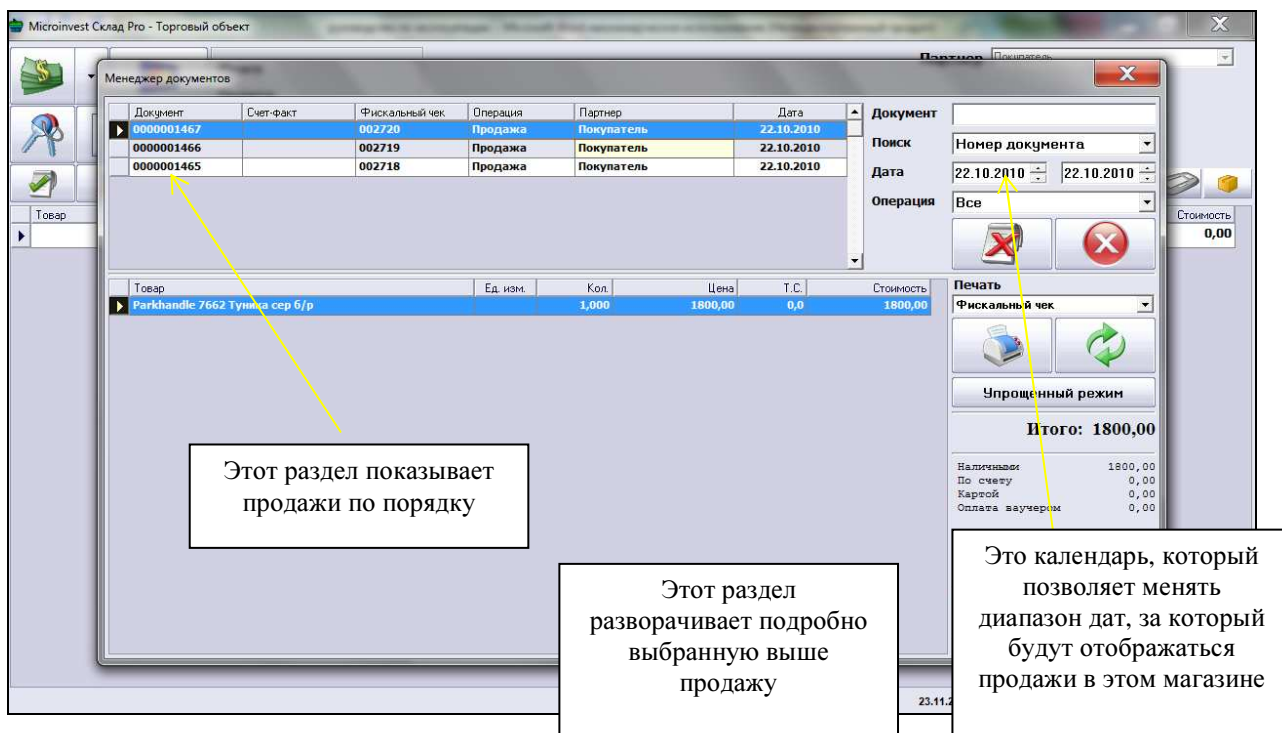 Microinvest Склад Pro - Торговый объект
Партнер Покупатель
Менеджер документов
Документ Счет-факт Фискальный чек Операция Партнер Дата
0000001467 002720 Продажа Покупатель 22.10.2010
0000001466 002719 Продажа Покупатель 22.10.2010
0000001465 002718 Продажа Покупатель 22.10.2010
Документ
Поиск Номер документа
Дата 22.10.2010 22.10.2010
Операция Все
Товар
Стоимость
0,00
Товар Ед. изм. Кол. Цена Т.С. Стоимость
Parkhandle 7662 Туника сер б/р 1,000 1800,00 0,0 1800,00
Печать
Фискальный чек
Упрощенный режим
Итого: 1800,00
Наличными 1800,00
По счету 0,00
Картой 0,00
Оплата ваучером 0,00
Этот раздел показывает
продажи по порядку
Этот раздел
разворачивает подробно
выбранную выше
продажу
Это календарь, который
позволяет менять
диапазон дат, за который
будут отображаться
продажи в этом магазине
23.11.2